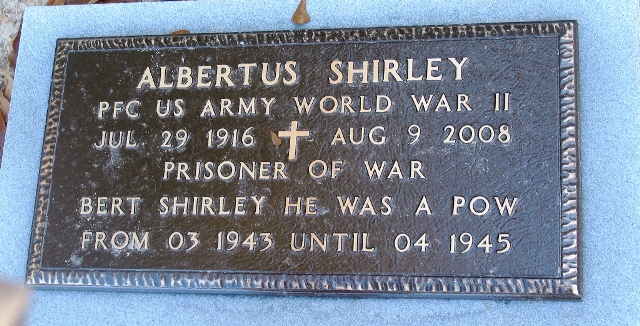 ALBERTUS SHIRLEY
PFC US ARMY WORLD WAR II
JUL 29 1916 AUG 9 2008
PRISONER OF WAR
BERT SHIRLEY HE WAS A POW
FROM 03 1943 UNTIL 04 1945